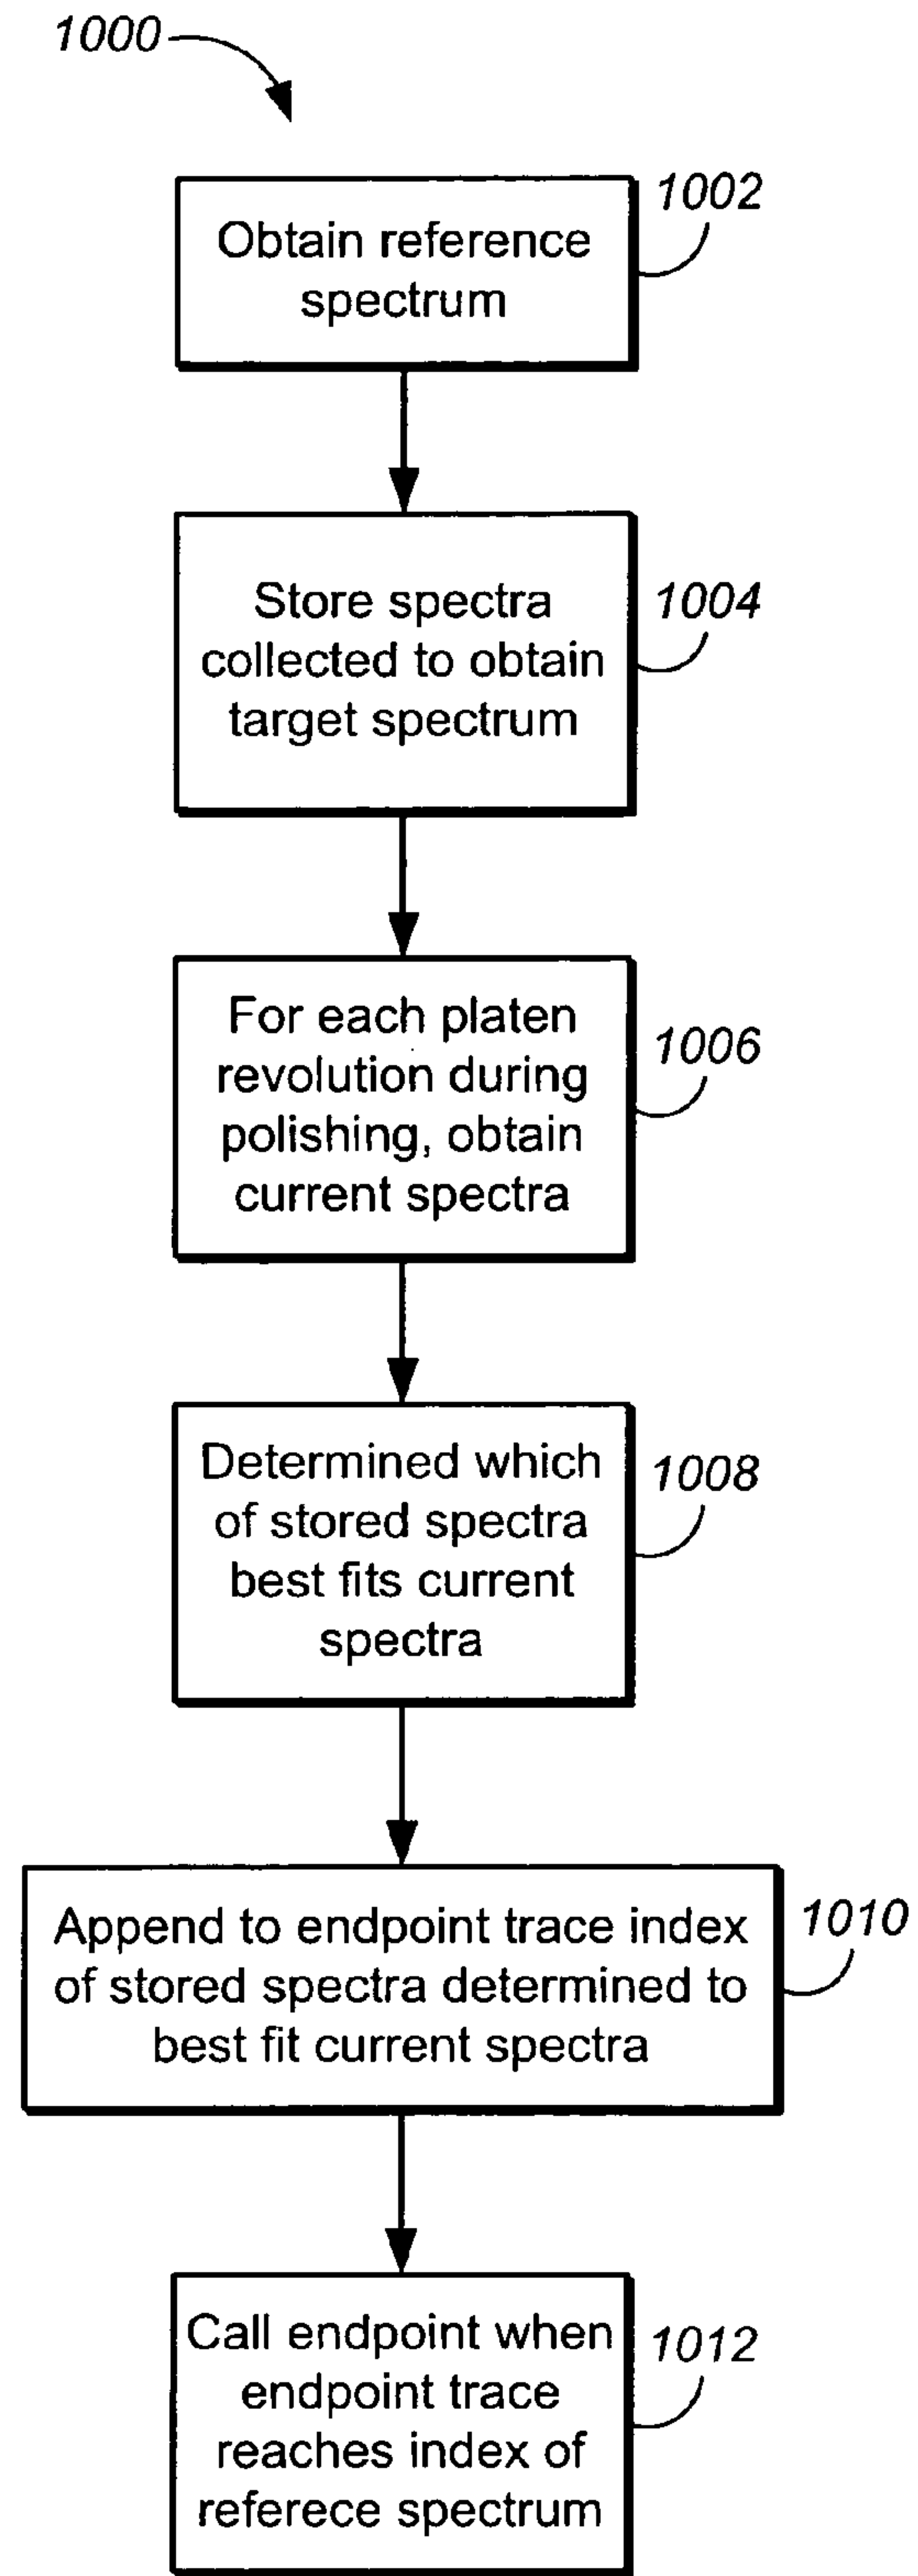 1000
Obtain reference
spectrum
1002
Store spectra
collected to obtain
target spectrum
1004
For each platen
revolution during
polishing, obtain
current spectra
1006
Determined which
of stored spectra
best fits current
spectra
1008
Append to endpoint trace index
of stored spectra determined to
best fit current spectra
1010
Call endpoint when
endpoint trace
reaches index of
referece spectrum
1012